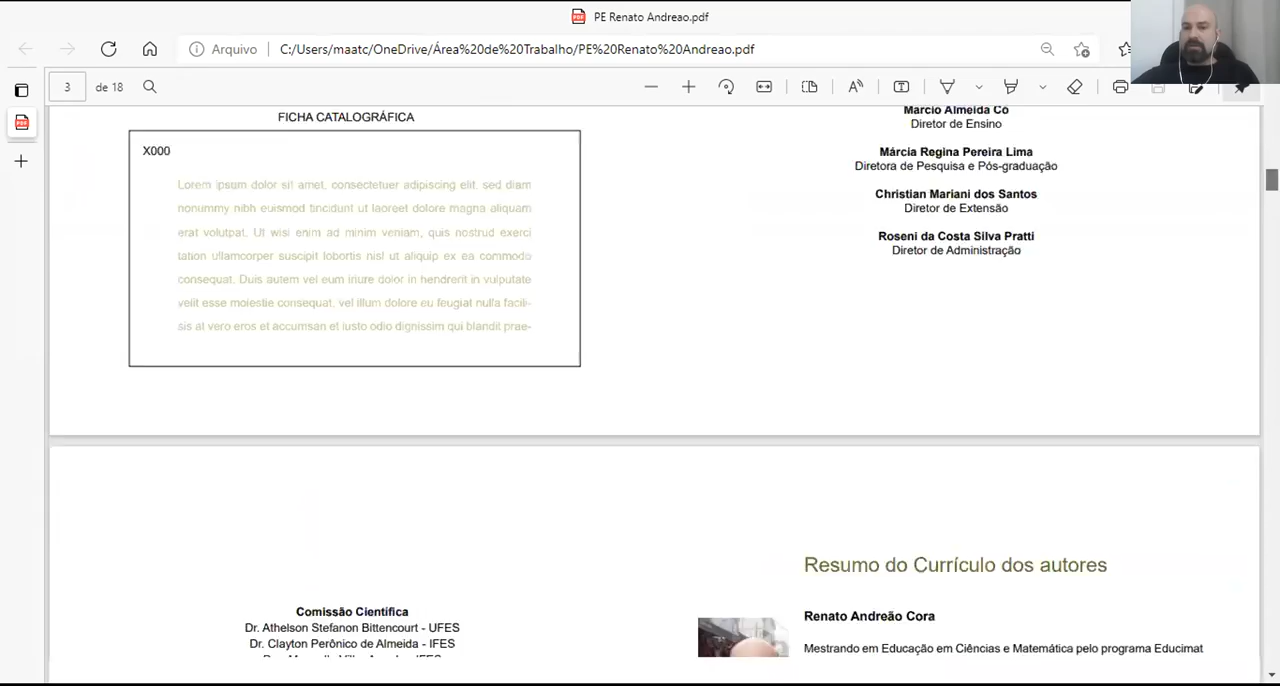 PE Renato Andreao.pdf
Arquivo
C:/Users/maatc/OneDrive/Área%20de%20Trabalho/PE%20Renato%20Andreao.pdf
3 de 18
FICHA CATALOGRÁFICA
X000
Lorem ipsum dolor sit amet, consectetuer adipiscing elit, sed diam
nonummy nibh euismod tincidunt ut laoreet dolore magna aliquam
erat volutpat. Ut wisi enim ad minim veniam, quis nostrud exerci
tation ullamcorper suscipit lobortis nisl ut aliquip ex ea commodo
consequat. Duis autem vel eum iriure dolor in hendrerit in vulputate
velit esse molestie consequat, vel illum dolore eu feugiat nulla facili-
sis at vero eros et accumsan et iusto odio dignissim qui blandit prae-
Marcio Almeida Có
Diretor de Ensino
Márcia Regina Pereira Lima
Diretora de Pesquisa e Pós-graduação
Christian Mariani dos Santos
Diretor de Extensão
Roseni da Costa Silva Pratti
Diretor de Administração
Comissão Científica
Dr. Athelson Stefanon Bittencourt - UFES
Dr. Clayton Perônico de Almeida - IFES
Resumo do Currículo dos autores
Renato Andreão Cora
Mestrando em Educação em Ciências e Matemática pelo programa Educimat